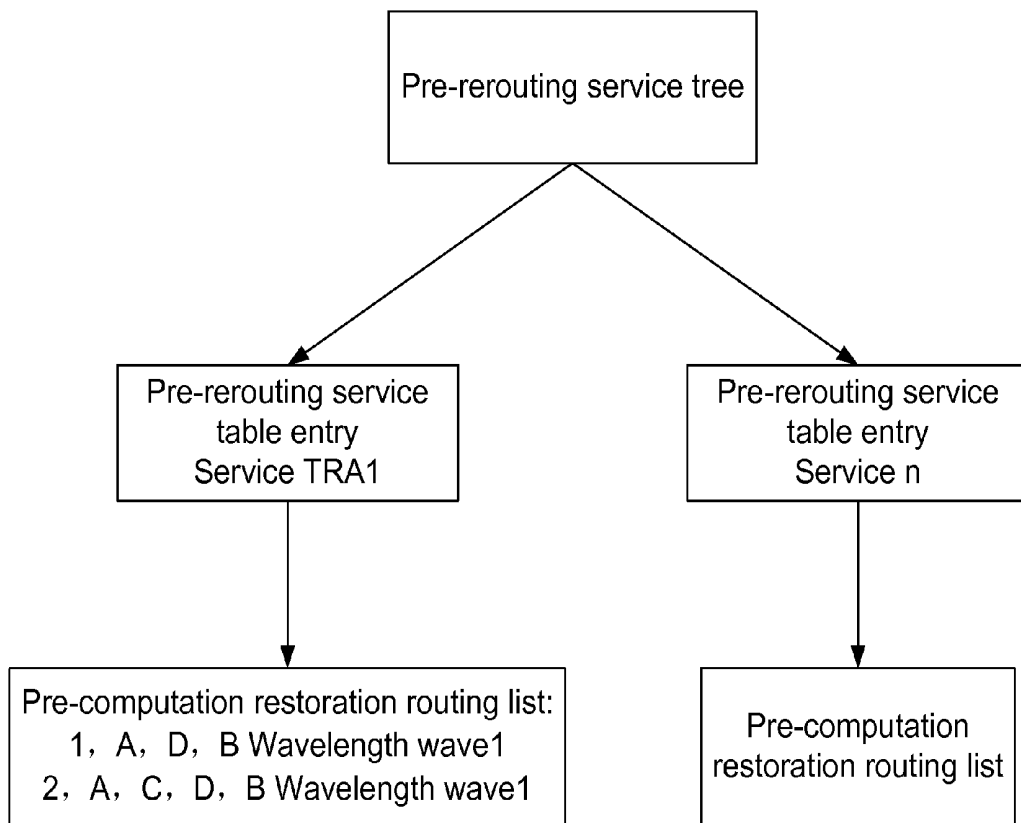 Pre-rerouting service tree
Pre-rerouting service
table entry
Service TRA1
Pre-rerouting service
table entry
Service n
Pre-computation restoration routing list:
1，A，D，B Wavelength wave1
2，A，C，D，B Wavelength wave1
Pre-computation
restoration routing list